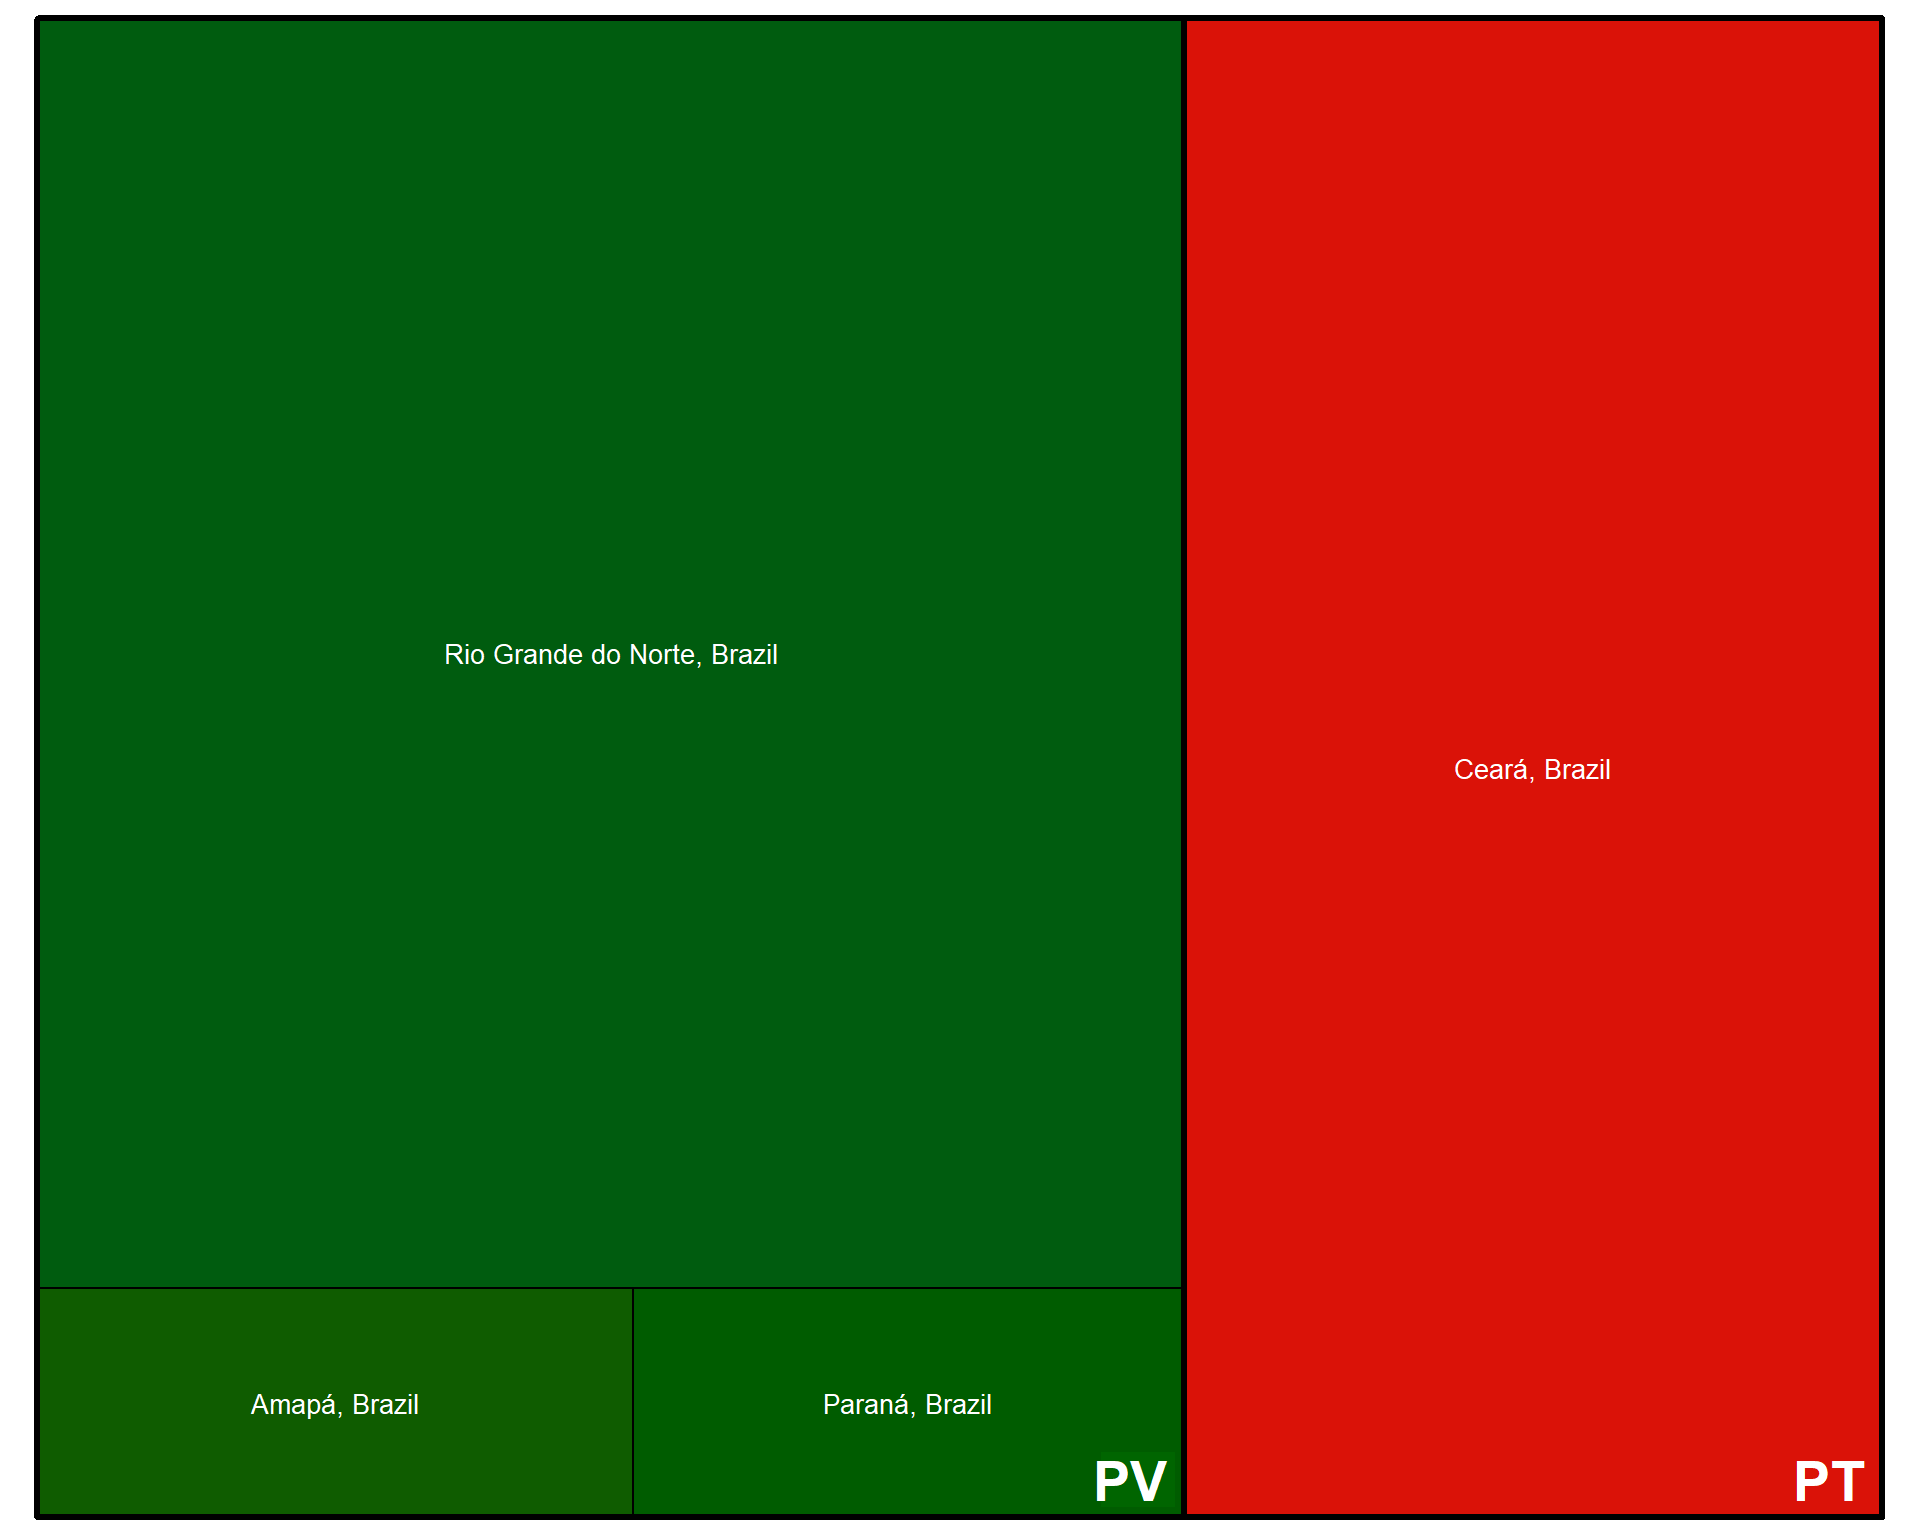 Rio Grande do Norte, Brazil
Ceará, Brazil
Amapá, Brazil
Paraná, Brazil
PV
PT